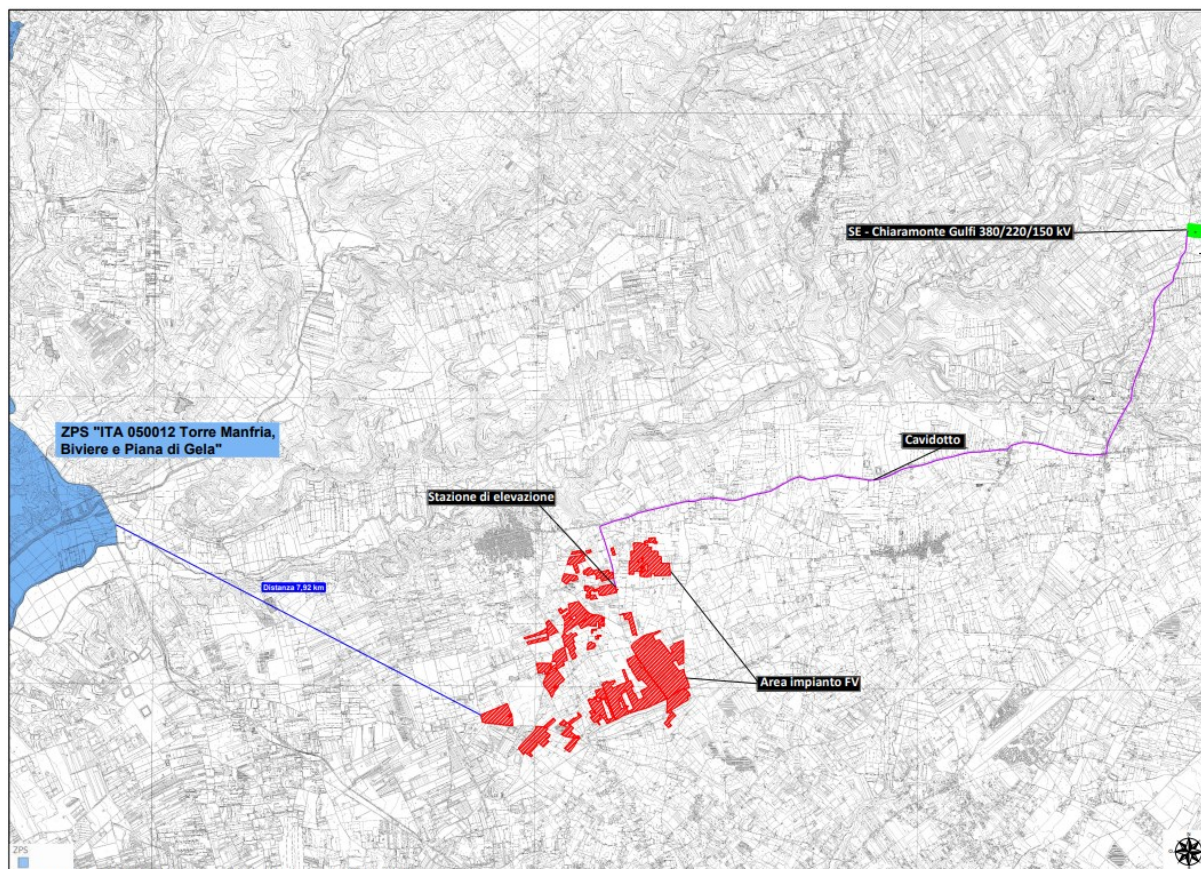 SE - Chiaramonte Gulfi 380/220/150 kV
ZPS "ITA 050012 Torre Manfria,
Biviere e Piana di Gela"
Cavidotto
Stazione di elevazione
Distanza 7,92 km
Area impianto FV
ZPS